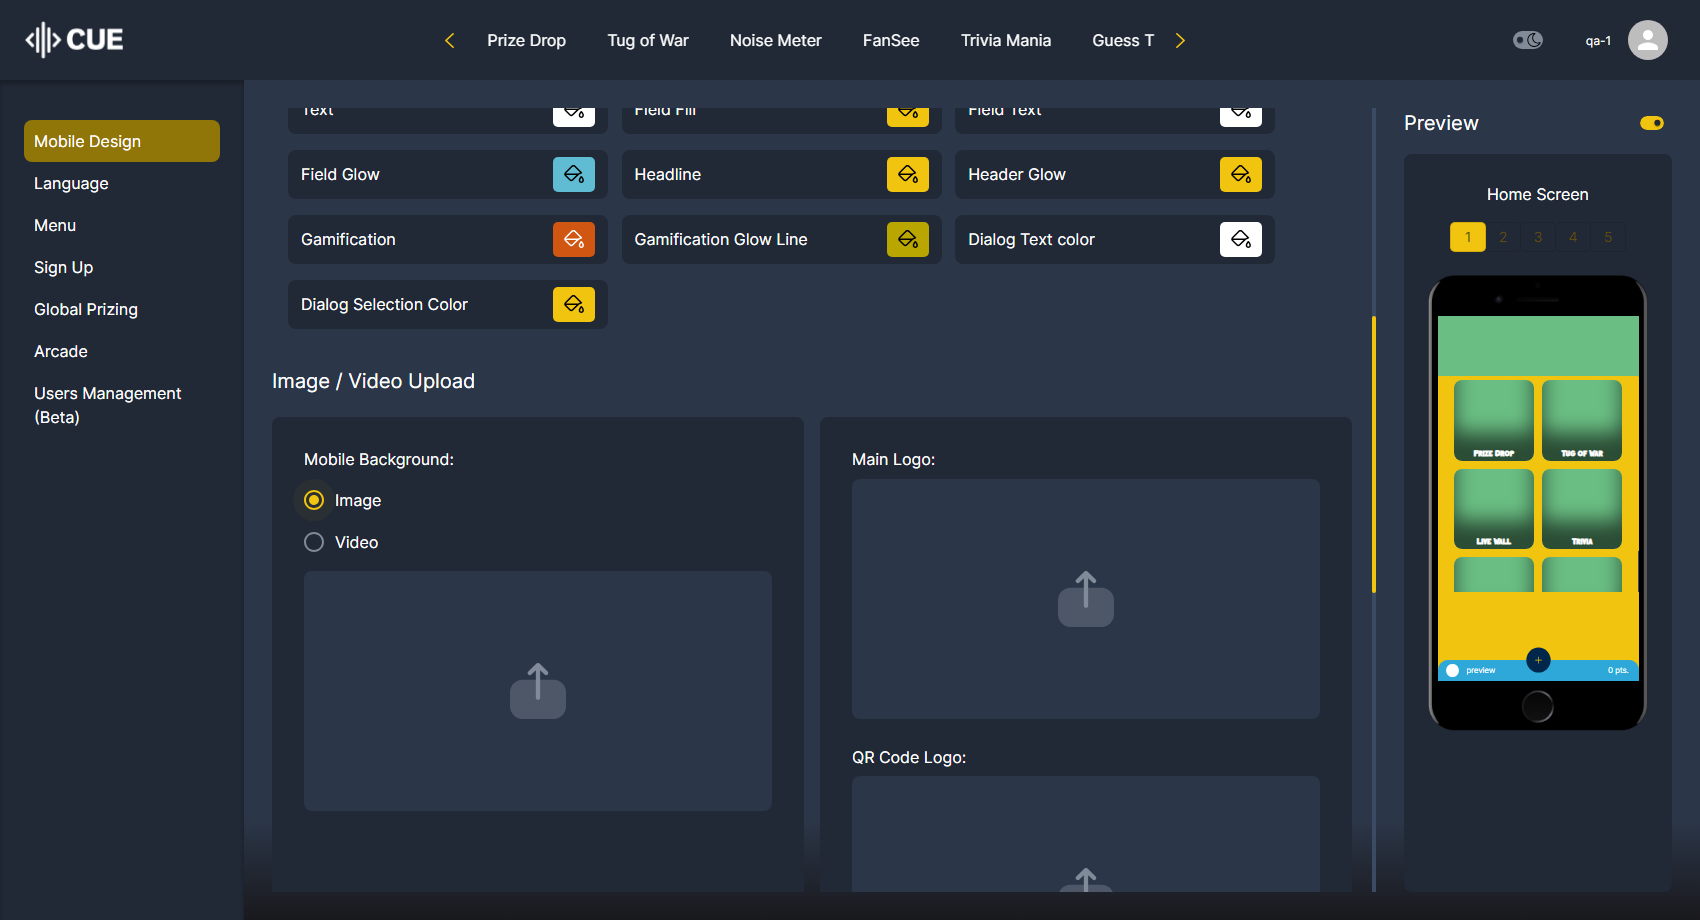 CUE
Prize Drop
Tug of War
Noise Meter
FanSee
Trivia Mania
Guess T
qa-1
Mobile Design
Language
Menu
Sign Up
Global Prizing
Arcade
Users Management
(Beta)
Text
Field Fill
Field Text
Field Glow
Headline
Header Glow
Gamification
Gamification Glow Line
Dialog Text color
Dialog Selection Color
Image / Video Upload
Mobile Background:
Image
Video
Main Logo:
QR Code Logo:
Preview
Home Screen
1 2 3 4 5
Prize Drop
Tug of War
Live Wall
Trivia
preview
0 pts.